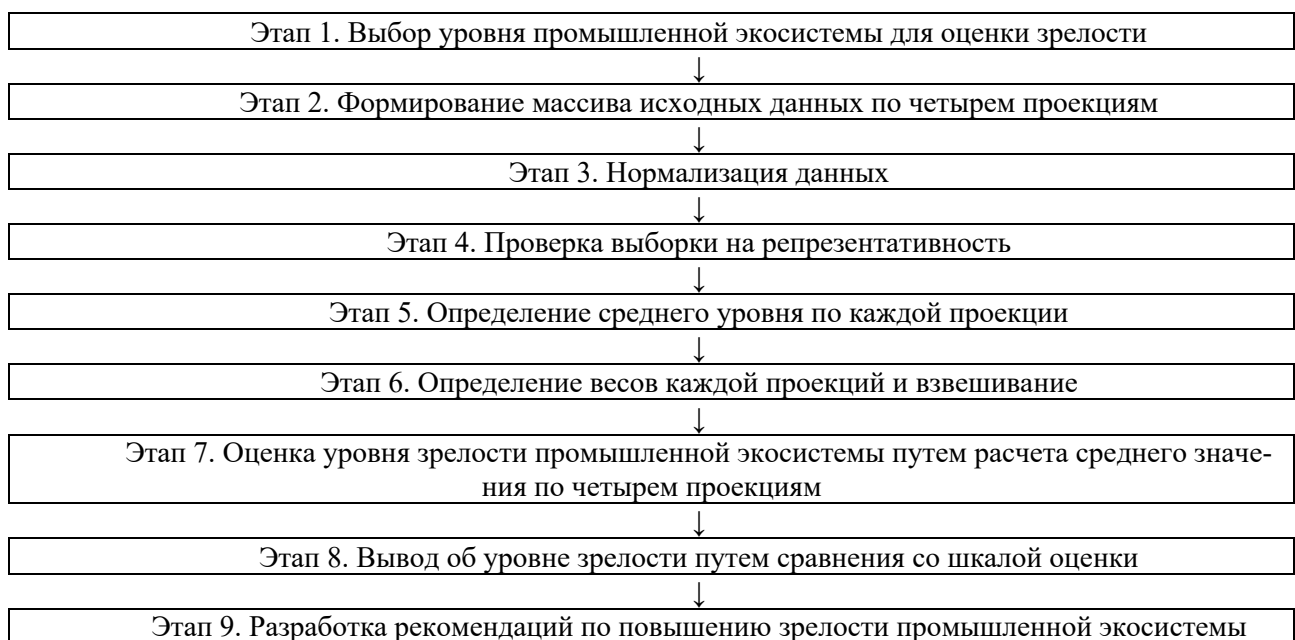 Этап 1. Выбор уровня промышленной экосистемы для оценки зрелости
↓
Этап 2. Формирование массива исходных данных по четырем проекциям
↓
Этап 3. Нормализация данных
↓
Этап 4. Проверка выборки на репрезентативность
↓
Этап 5. Определение среднего уровня по каждой проекции
↓
Этап 6. Определение весов каждой проекций и взвешивание
↓
Этап 7. Оценка уровня зрелости промышленной экосистемы путем расчета среднего значе-
ния по четырем проекциям
↓
Этап 8. Вывод об уровне зрелости путем сравнения со шкалой оценки
↓
Этап 9. Разработка рекомендаций по повышению зрелости промышленной экосистемы